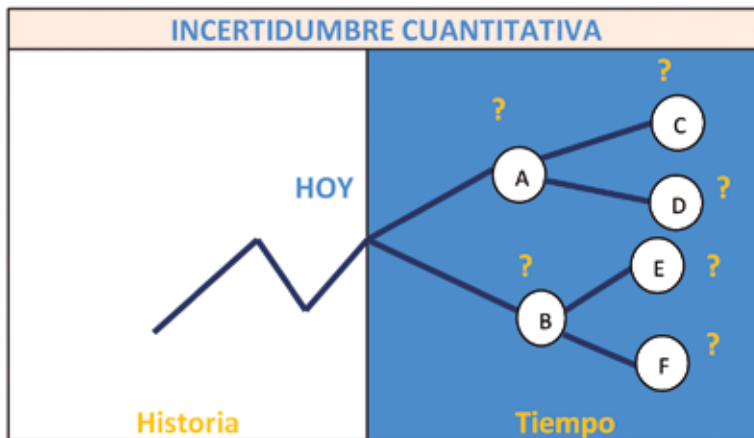 INCERTIDUMBRE CUANTITATIVA
?
?
C
HOY
A
?
D
?
E
?
B
?
F
Historia
Tiempo